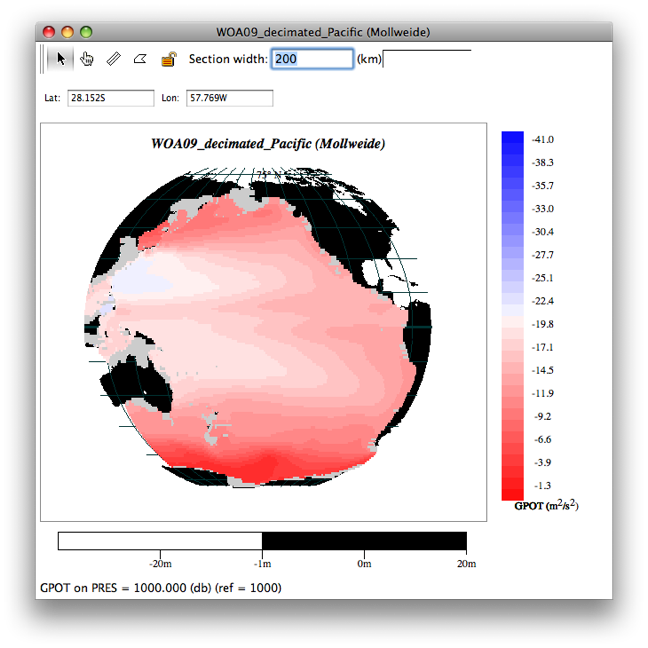 WOA09_decimated_Pacific (Mollweide)
Section width: 200 (km)
Lat: 28.152S Lon: 57.769W
WOA09_decimated_Pacific (Mollweide)
-41.0
-38.3
-35.7
-33.0
-30.4
-27.7
-25.1
-22.4
-19.8
-17.1
-14.5
-11.9
-9.2
-6.6
-3.9
-1.3
GPOT (m²/s²)
-20m -1m 0m 20m
GPOT on PRES = 1000.000 (db) (ref = 1000)